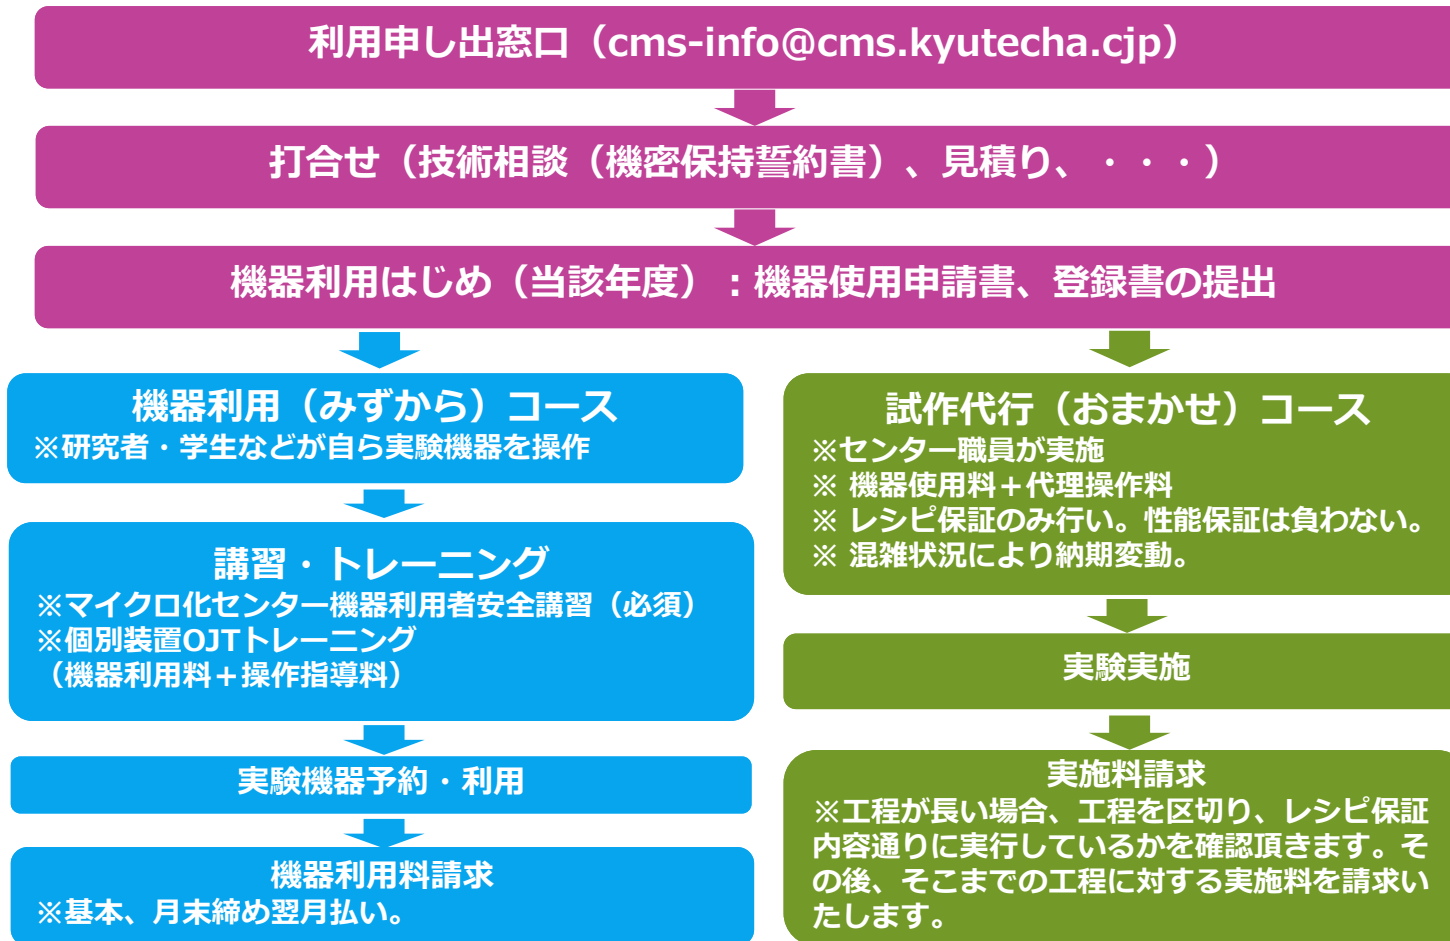 利用申し出窓口（cms-info@cms.kyutecha.cjp）
打合せ（技術相談（機密保持誓約書）、見積り、・・・）
機器利用はじめ（当該年度）：機器使用申請書、登録書の提出
機器利用（みずから）コース
※研究者・学生などが自ら実験機器を操作
講習・トレーニング
※マイクロ化センター機器利用者安全講習（必須）
※個別装置OJTトレーニング
（機器利用料＋操作指導料）
実験機器予約・利用
機器利用料請求
※基本、月末締め翌月払い。
試作代行（おまかせ）コース
※センター職員が実施
※ 機器使用料＋代理操作料
※ レシピ保証のみ行い。性能保証は負わない。
※ 混雑状況により納期変動。
実験実施
実施料請求
※工程が長い場合、工程を区切り、レシピ保証
内容通りに実行しているかを確認頂きます。そ
の後、そこまでの工程に対する実施料を請求い
たします。